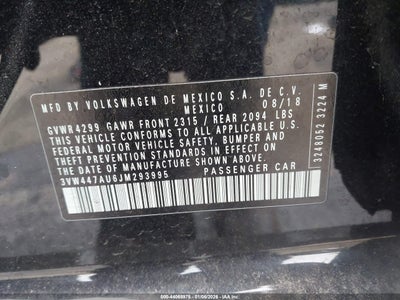 MFD BY VOLKSWAGEN DE MEXICO S.A. DE C.V.
MEXICO 08/18
GVWR 4299 GAWR FRONT 2315 / REAR 2094 LBS
THIS VEHICLE CONFORMS TO ALL APPLICABLE U.S.
FEDERAL MOTOR VEHICLE SAFETY, BUMPER AND
THEFT PREVENTION STANDARDS IN EFFECT ON
THE DATE OF MANUFACTURE SHOWN ABOVE
3VW447AU6JM293995 PASSENGER CAR
3248052 3224 M